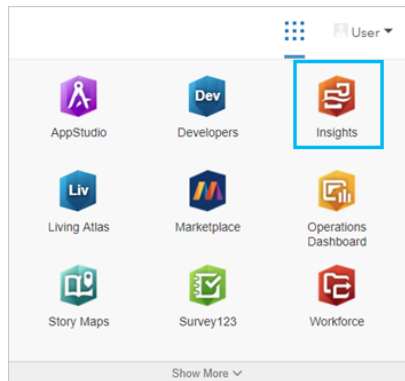 User
Dev
AppStudio
Developers
Insights
Liv
Living Atlas
Marketplace
Operations
Dashboard
Story Maps
Survey123
Workforce
Show More